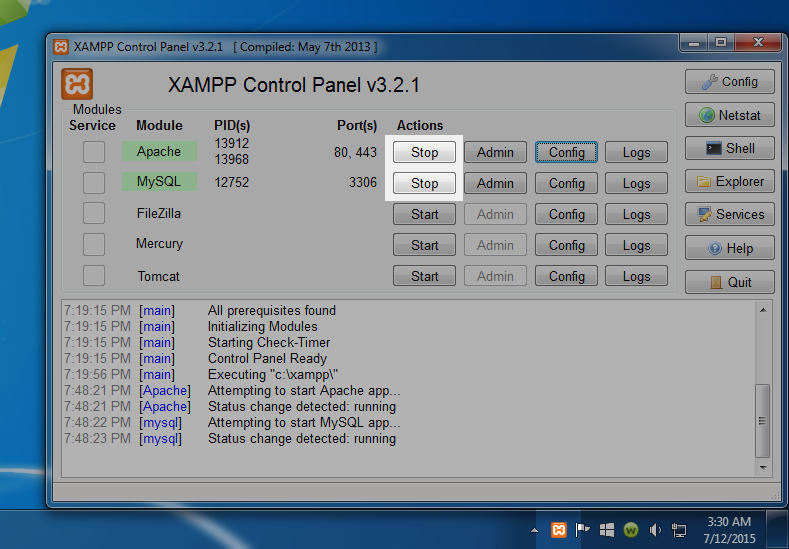 XAMPP Control Panel v3.2.1 [ Compiled: May 7th 2013 ]
XAMPP Control Panel v3.2.1
Config
Modules
Service Module PID(s) Port(s) Actions
Netstat
Apache 13912 13968 80, 443 Stop Admin Config Logs
Shell
MySQL 12752 3306 Stop Admin Config Logs
Explorer
FileZilla Start Admin Config Logs
Services
Mercury Start Admin Config Logs
Help
Tomcat Start Admin Config Logs
Quit
7:19:15 PM [main] All prerequisites found
7:19:15 PM [main] Initializing Modules
7:19:15 PM [main] Starting Check-Timer
7:19:15 PM [main] Control Panel Ready
7:19:56 PM [main] Executing "c:\xampp\"
7:48:21 PM [Apache] Attempting to start Apache app...
7:48:21 PM [Apache] Status change detected: running
7:48:22 PM [mysql] Attempting to start MySQL app...
7:48:23 PM [mysql] Status change detected: running
3:30 AM
7/12/2015